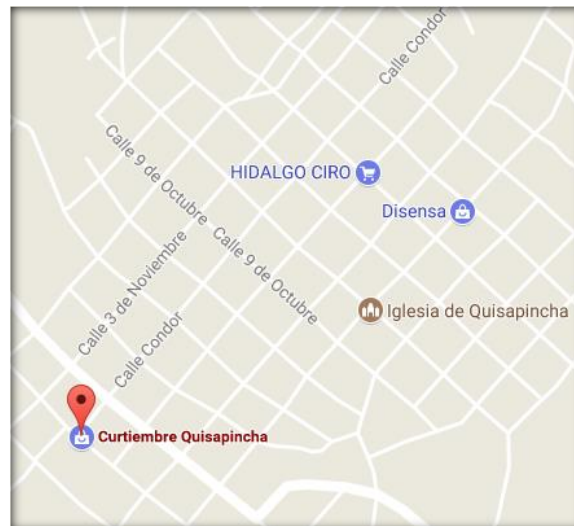 Calle Condor
Calle 9 de Octubre
HIDALGO CIRO
Disensa
Calle 9 de Octubre
Calle 3 de Noviembre
Iglesia de Quisapincha
Calle Condor
Curtiembre Quisapincha